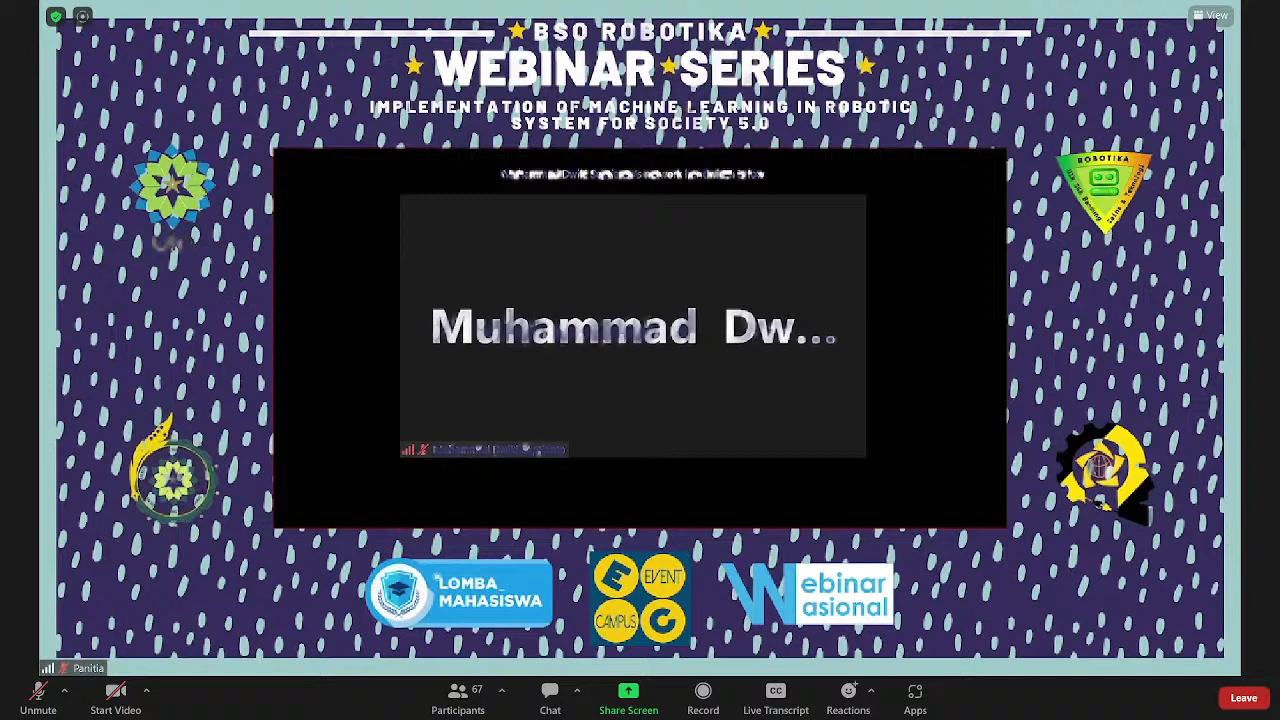 View
BSO ROBOTIKA
WEBINAR SERIES
IMPLEMENTATION OF MACHINE LEARNING IN ROBOTIC
SYSTEM FOR SOCIETY 5.0
ROBOTIKA
Muhammad Dw...
LOMBA_
MAHASISWA
EVENT
CAMPUS
Webinar
asional
Panitia
67
Unmute
Start Video
Participants
Chat
Share Screen
Record
CC
Live Transcript
Reactions
Apps
Leave